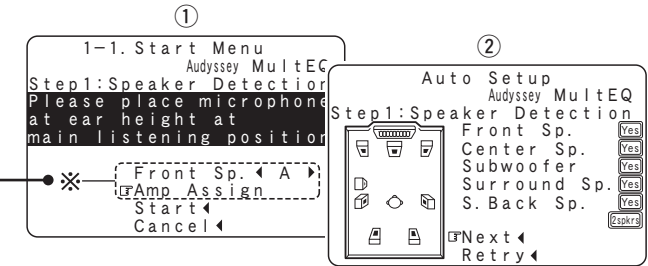 ①
1-1. Start Menu
Audyssey MultEQ
Step1:Speaker Detection
Please place microphone
at ear height at
main listening position
※
Front Sp. ◀ A ▶
☞Amp Assign
Start◀
Cancel◀
②
Auto Setup
Audyssey MultEQ
Step1:Speaker Detection
Front Sp. Yes
Center Sp. Yes
Subwoofer Yes
Surround Sp. Yes
S.Back Sp. Yes
2spkrs
☞Next◀
Retry◀